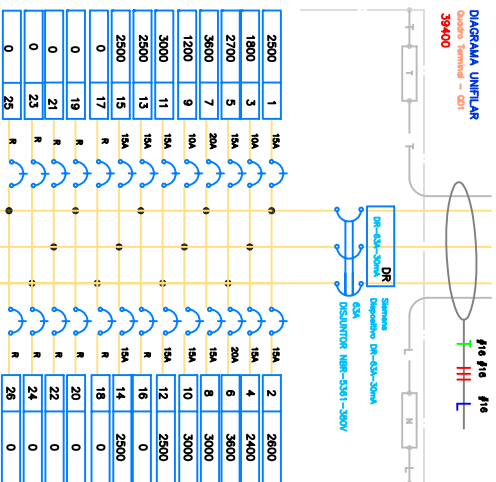 DIAGRAMA UNIFILAR
Quadro Terminal - QD1
39400
#16 #16 #16
T
T
T
L
N
L
DR
DR-63A-30mA
Siemens
Dispositivo DR-63A-30mA
63A
DISJUNTOR NBR-5361-380V
2500 1 15A 15A 2 2600
1800 3 10A 15A 4 2400
2700 5 15A 20A 6 3600
3600 7 20A 15A 8 3000
1200 9 10A 15A 10 3000
3000 11 15A 15A 12 2500
2500 13 15A R 16 0
2500 15 15A 15A 14 2500
0 17 R R 18 0
0 19 R R 20 0
0 21 R R 22 0
0 23 R R 24 0
0 25 R R 26 0